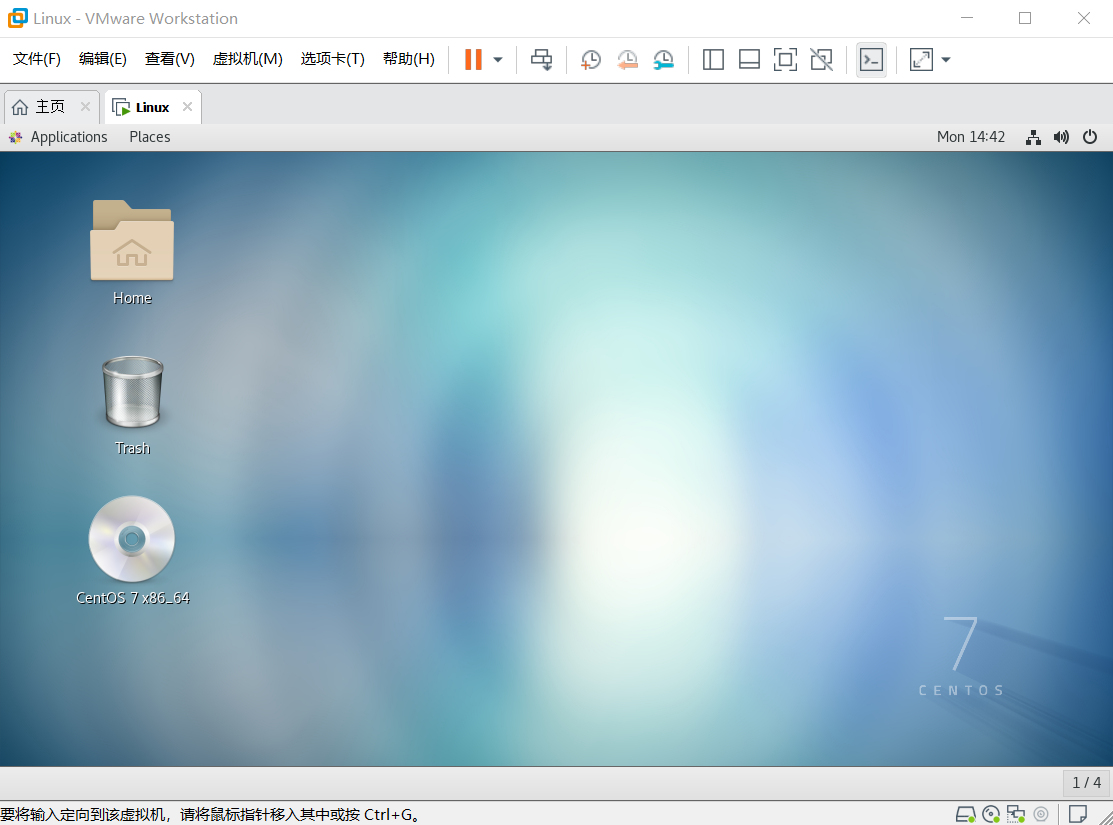 Linux - VMware Workstation
文件(F) 编辑(E) 查看(V) 虚拟机(M) 选项卡(T) 帮助(H)
主页 Linux
Applications Places Mon 14:42
Home
Trash
CentOS 7 x86_64
7
CENTOS
1 / 4
要将输入定向到该虚拟机，请将鼠标指针移入其中或按 Ctrl+G。